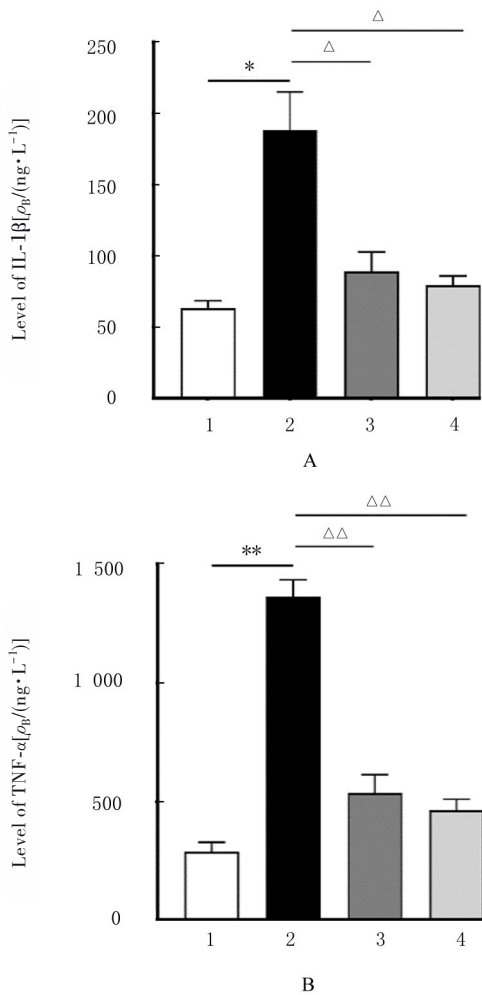 △
△
*
250
200
150
100
50
0
Level of IL-1β[ρB/(ng•L−1)]
1 2 3 4
A
△△
△△
**
1 500
1 000
500
0
Level of TNF-α[ρB/(ng•L−1)]
1 2 3 4
B